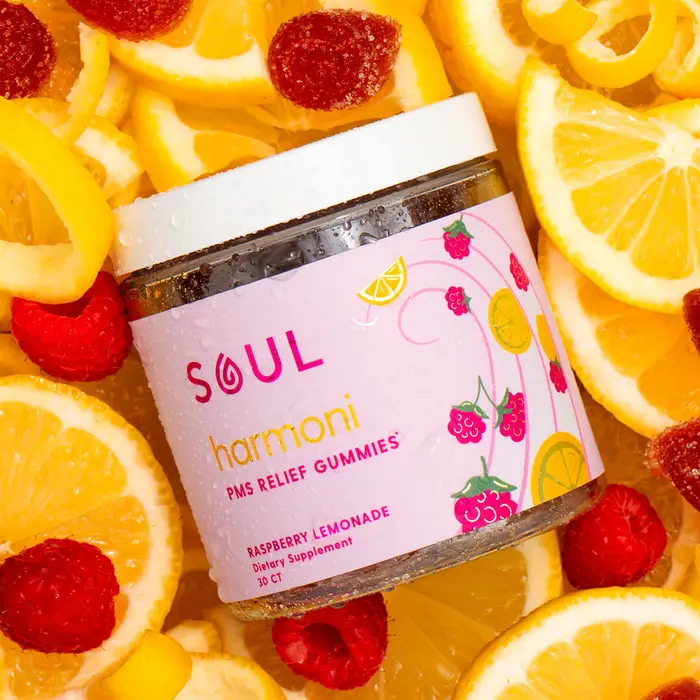 SOUL
harmoni
PMS RELIEF GUMMIES*
RASPBERRY LEMONADE
Dietary Supplement
30 CT